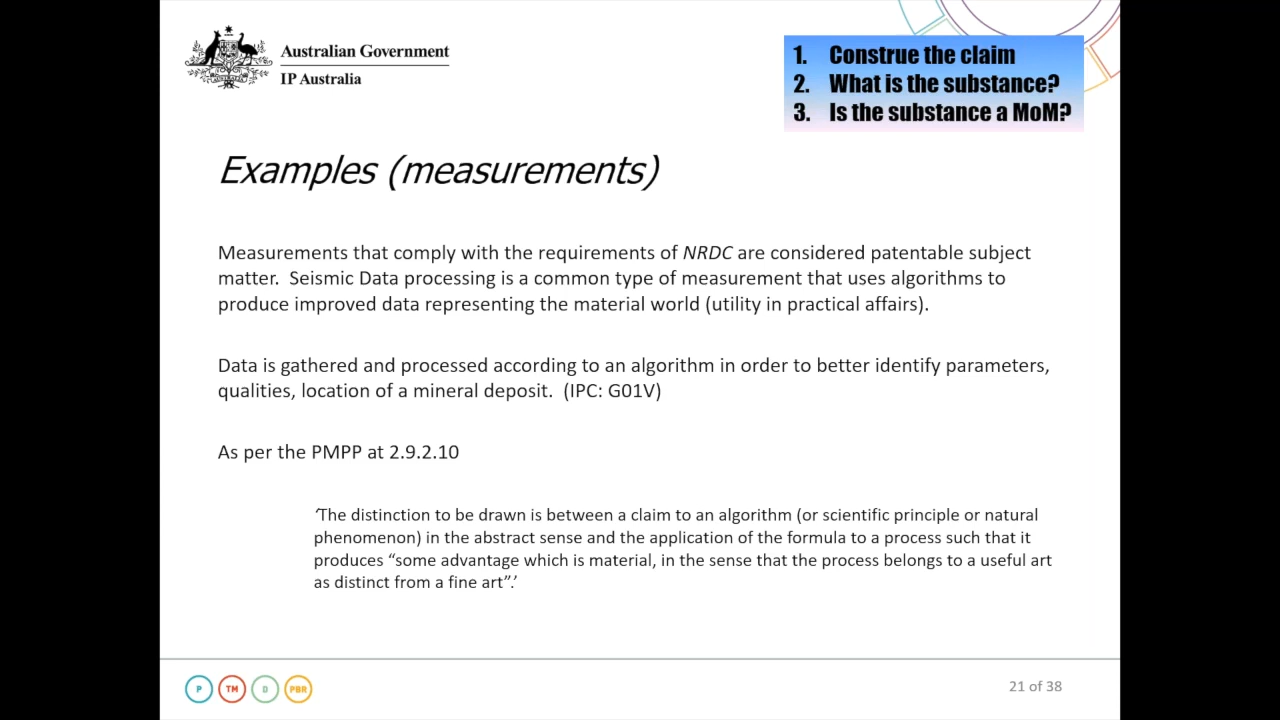 Australian Government
IP Australia
1. Construe the claim
2. What is the substance?
3. Is the substance a MoM?
Examples (measurements)
Measurements that comply with the requirements of NRDC are considered patentable subject
matter.  Seismic Data processing is a common type of measurement that uses algorithms to
produce improved data representing the material world (utility in practical affairs).
Data is gathered and processed according to an algorithm in order to better identify parameters,
qualities, location of a mineral deposit.  (IPC: G01V)
As per the PMPP at 2.9.2.10
‘The distinction to be drawn is between a claim to an algorithm (or scientific principle or natural
phenomenon) in the abstract sense and the application of the formula to a process such that it
produces “some advantage which is material, in the sense that the process belongs to a useful art
as distinct from a fine art”.’
P TM D PBR
21 of 38